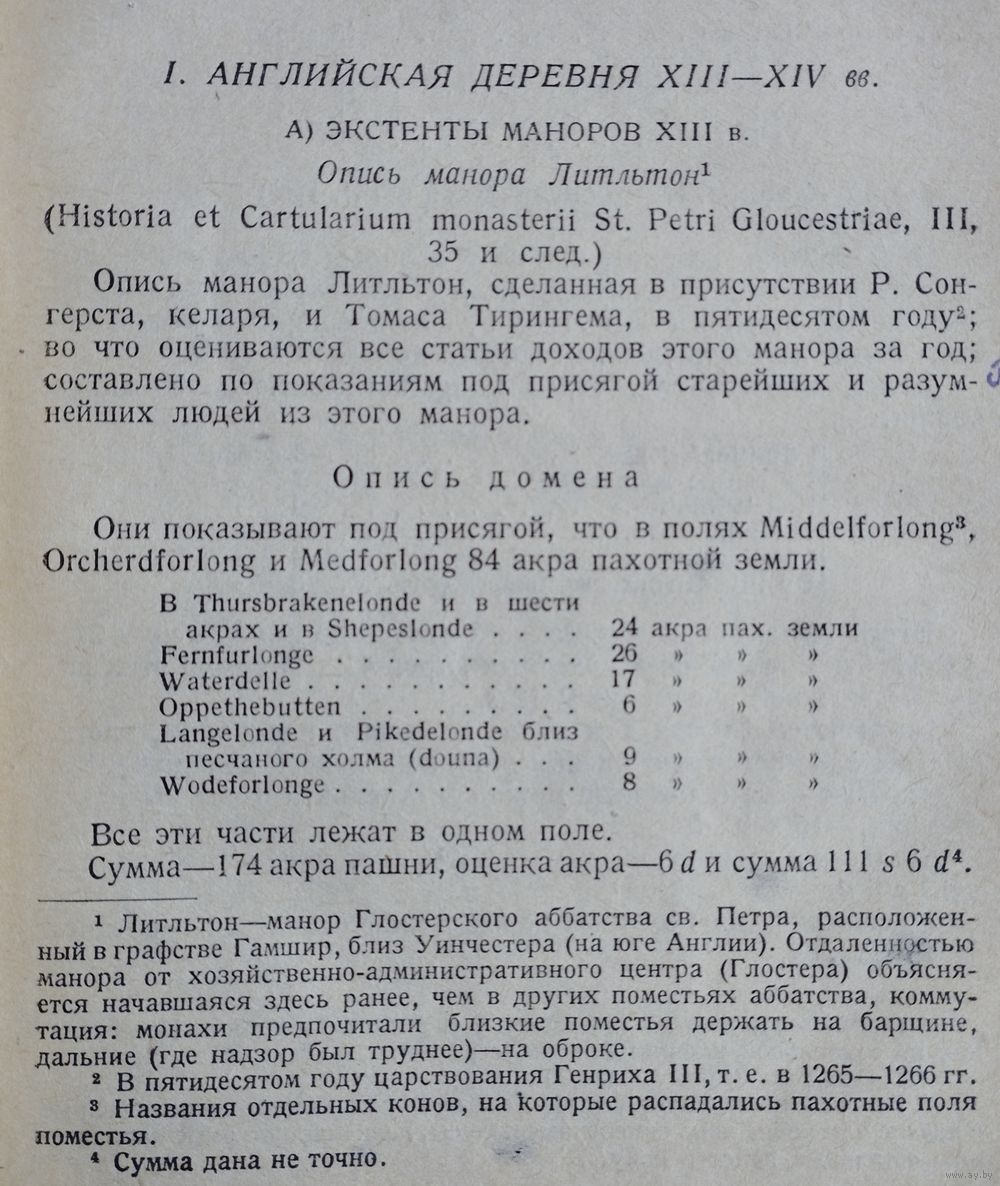 I. АНГЛИЙСКАЯ ДЕРЕВНЯ XIII—XIV вв.
А) ЭКСТЕНТЫ МАНОРОВ XIII в.
Опись манора Литльтон¹
(Historia et Cartularium monasterii St. Petri Gloucestriae, III,
35 и след.)
Опись манора Литльтон, сделанная в присутствии Р. Сон-
герста, келаря, и Томаса Тирингема, в пятидесятом году²;
во что оцениваются все статьи доходов этого манора за год;
составлено по показаниям под присягой старейших и разум-
нейших людей из этого манора.
Опись домена
Они показывают под присягой, что в полях Middelforlong³,
Orcherdforlong и Medforlong 84 акра пахотной земли.
В Thursbrakenelonde и в шести
акрах и в Shepeslonde . . . . 24 акра пах. земли
Fernfurlonge . . . . . . . . . . 26 » » »
Waterdelle . . . . . . . . . . . 17 » » »
Oppethebutten . . . . . . . . . 6 » » »
Langelonde и Pikedelonde близ
песчаного холма (douna) . . . 9 » » »
Wodeforlonge . . . . . . . . . . 8 » » »
Все эти части лежат в одном поле.
Сумма—174 акра пашни, оценка акра—6 d и сумма 111 s 6 d⁴.
¹ Литльтон—манор Глостерского аббатства св. Петра, расположен-
ный в графстве Гамшир, близ Уинчестера (на юге Англии). Отдаленностью
манора от хозяйственно-административного центра (Глостера) объясня-
ется начавшаяся здесь ранее, чем в других поместьях аббатства, комму-
тация: монахи предпочитали близкие поместья держать на барщине,
дальние (где надзор был труднее)—на оброке.
² В пятидесятом году царствования Генриха III, т. е. в 1265—1266 гг.
³ Названия отдельных конов, на которые распадались пахотные поля
поместья.
⁴ Сумма дана не точно.
www.ay.by